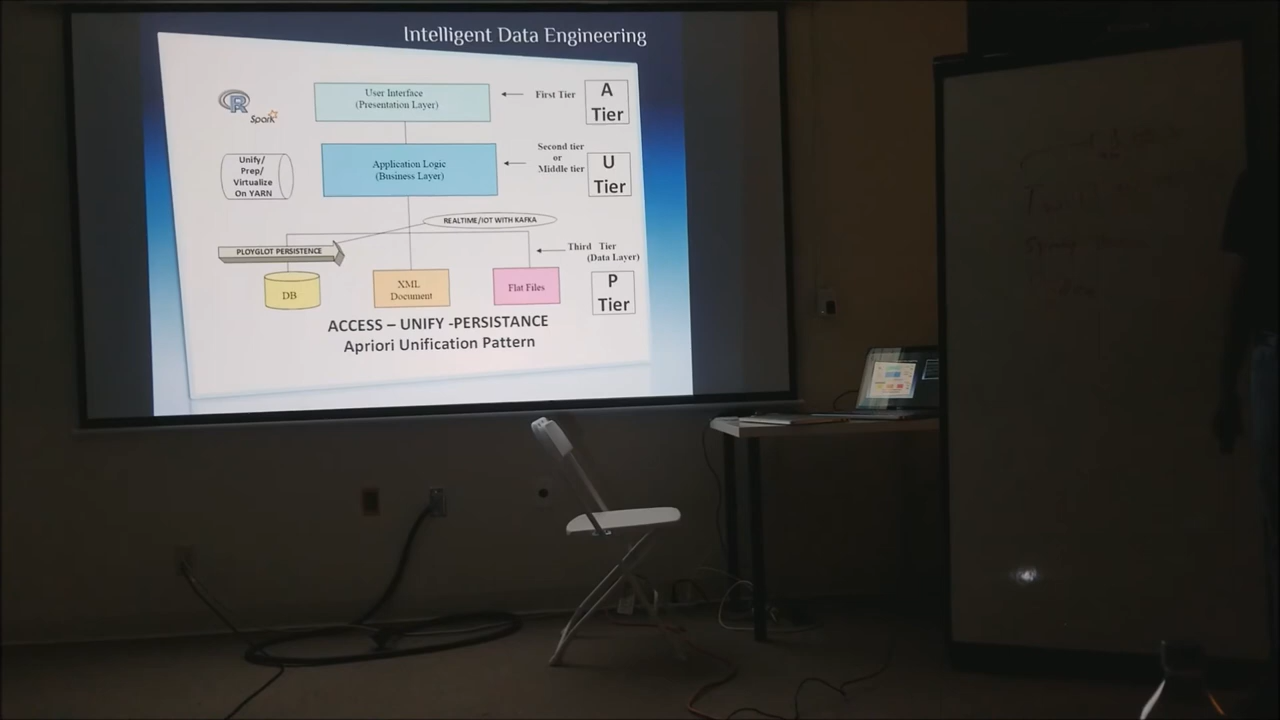 Intelligent Data Engineering
R
Spark
User Interface
(Presentation Layer)
First Tier
A
Tier
Unify/
Prep/
Virtualize
On YARN
Application Logic
(Business Layer)
Second tier
or
Middle tier
U
Tier
REALTIME/IOT WITH KAFKA
PLOYGLOT PERSISTENCE
Third Tier
(Data Layer)
DB
XML
Document
Flat Files
P
Tier
ACCESS – UNIFY -PERSISTANCE
Apriori Unification Pattern